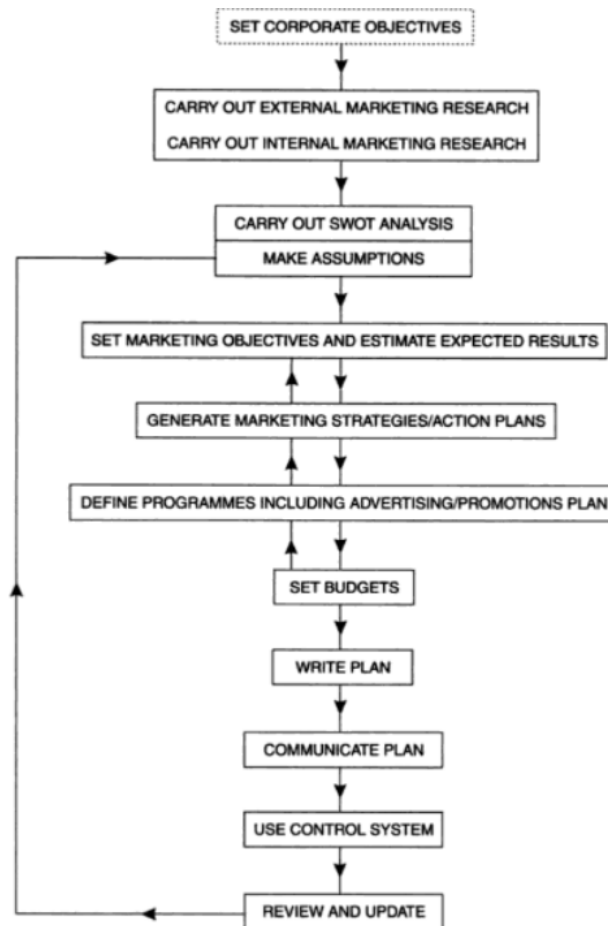 SET CORPORATE OBJECTIVES
CARRY OUT EXTERNAL MARKETING RESEARCH
CARRY OUT INTERNAL MARKETING RESEARCH
CARRY OUT SWOT ANALYSIS
MAKE ASSUMPTIONS
SET MARKETING OBJECTIVES AND ESTIMATE EXPECTED RESULTS
GENERATE MARKETING STRATEGIES/ACTION PLANS
DEFINE PROGRAMMES INCLUDING ADVERTISING/PROMOTIONS PLAN
SET BUDGETS
WRITE PLAN
COMMUNICATE PLAN
USE CONTROL SYSTEM
REVIEW AND UPDATE